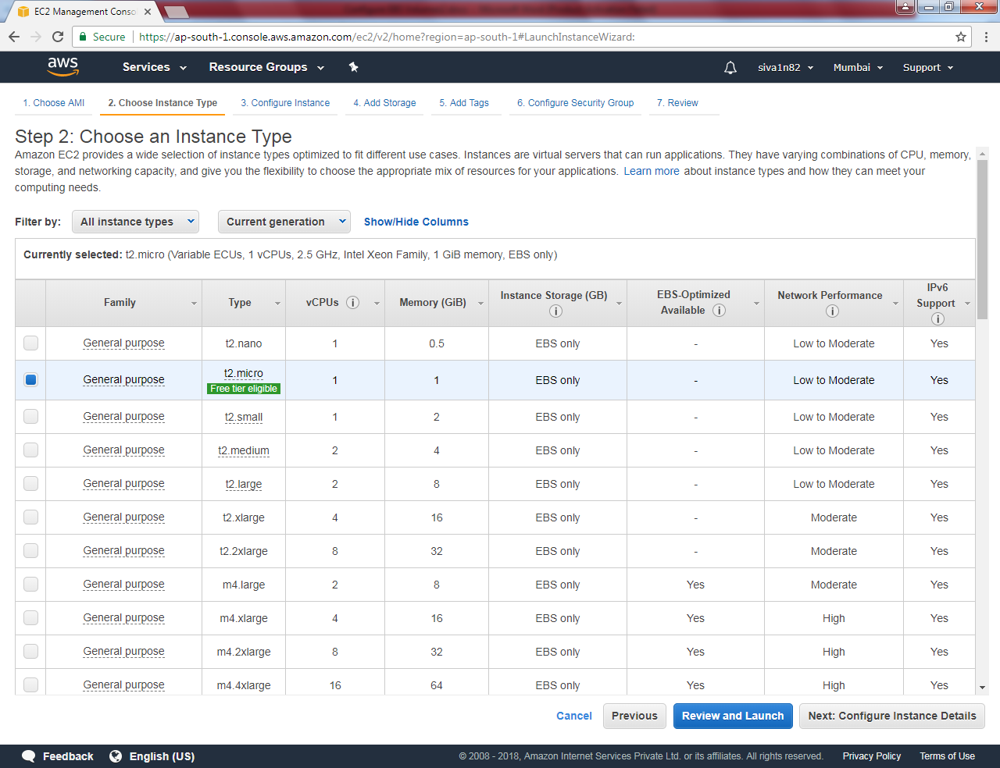 EC2 Management Conso
Secure https://ap-south-1.console.aws.amazon.com/ec2/v2/home?region=ap-south-1#LaunchInstanceWizard:
aws Services Resource Groups siva1n82 Mumbai Support
1. Choose AMI 2. Choose Instance Type 3. Configure Instance 4. Add Storage 5. Add Tags 6. Configure Security Group 7. Review
Step 2: Choose an Instance Type
Amazon EC2 provides a wide selection of instance types optimized to fit different use cases. Instances are virtual servers that can run applications. They have varying combinations of CPU, memory,
storage, and networking capacity, and give you the flexibility to choose the appropriate mix of resources for your applications. Learn more about instance types and how they can meet your
computing needs.
Filter by: All instance types Current generation Show/Hide Columns
Currently selected: t2.micro (Variable ECUs, 1 vCPUs, 2.5 GHz, Intel Xeon Family, 1 GiB memory, EBS only)
Family Type vCPUs Memory (GiB) Instance Storage (GB) EBS-Optimized Available Network Performance IPv6 Support
General purpose t2.nano 1 0.5 EBS only - Low to Moderate Yes
General purpose t2.micro Free tier eligible 1 1 EBS only - Low to Moderate Yes
General purpose t2.small 1 2 EBS only - Low to Moderate Yes
General purpose t2.medium 2 4 EBS only - Low to Moderate Yes
General purpose t2.large 2 8 EBS only - Low to Moderate Yes
General purpose t2.xlarge 4 16 EBS only - Moderate Yes
General purpose t2.2xlarge 8 32 EBS only - Moderate Yes
General purpose m4.large 2 8 EBS only Yes Moderate Yes
General purpose m4.xlarge 4 16 EBS only Yes High Yes
General purpose m4.2xlarge 8 32 EBS only Yes High Yes
General purpose m4.4xlarge 16 64 EBS only Yes High Yes
Cancel Previous Review and Launch Next: Configure Instance Details
Feedback English (US) © 2008 - 2018, Amazon Internet Services Private Ltd. or its affiliates. All rights reserved. Privacy Policy Terms of Use